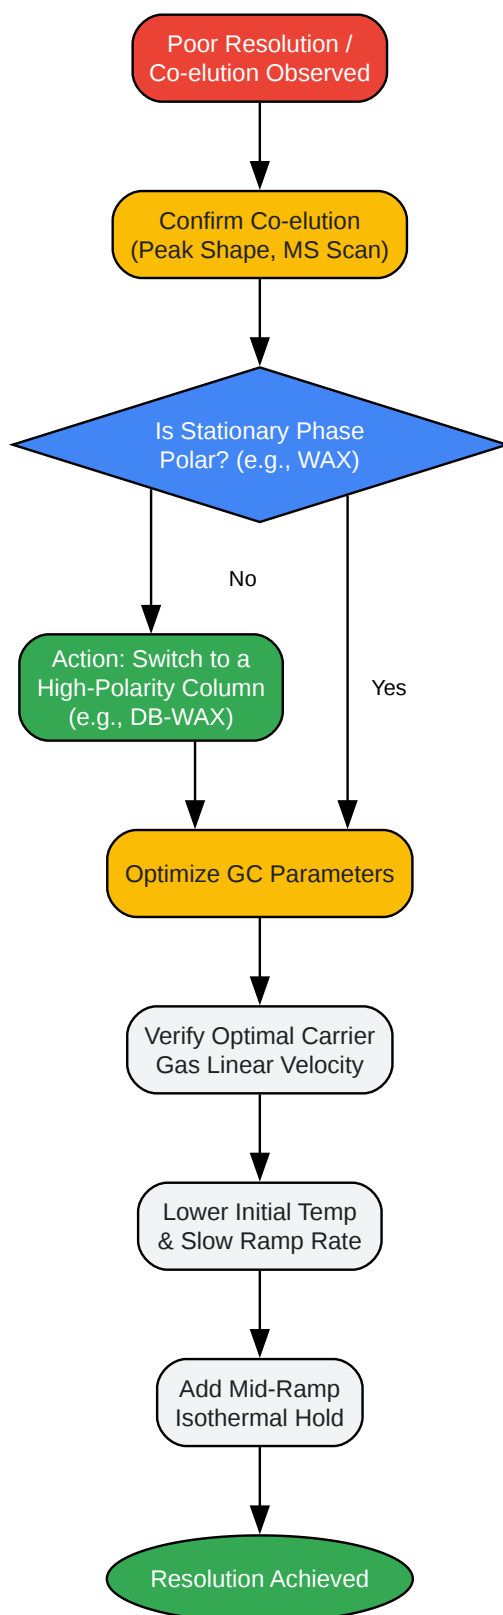 Poor Resolution /
Co-elution Observed
Confirm Co-elution
(Peak Shape, MS Scan)
Is Stationary Phase
Polar? (e.g., WAX)
No
Action: Switch to a
High-Polarity Column
(e.g., DB-WAX)
Yes
Optimize GC Parameters
Verify Optimal Carrier
Gas Linear Velocity
Lower Initial Temp
& Slow Ramp Rate
Add Mid-Ramp
Isothermal Hold
Resolution Achieved